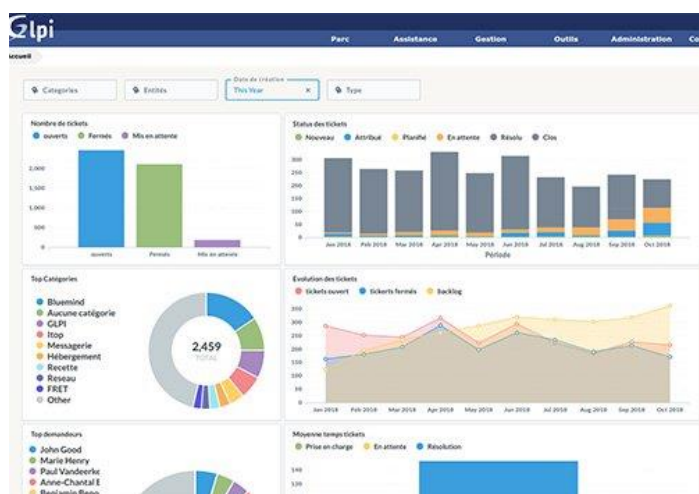 Glpi
Parc Assistance Gestion Outils Administration Co
Accueil
Catégories
Entités
Date de création
This Year ×
Type
Nombre de tickets
ouverts Fermés Mis en attente
2,000
1,500
1,000
500
0
ouverts Fermés Mis en attente
Status des tickets
Nouveau Attribué Planifié En attente Résolu Clos
300
250
200
150
100
50
0
Jan 2018 Feb 2018 Mar 2018 Apr 2018 May 2018 Jun 2018 Jul 2018 Aug 2018 Sep 2018 Oct 2018
Période
Top Catégories
Bluemind
Aucune catégorie
GLPI
Itop
Messagerie
Hébergement
Recette
Reseau
FRET
Other
2,459
TOTAL
Evolution des tickets
tickets ouvert tickerts fermés backlog
350
300
250
200
150
100
50
0
Jan 2018 Feb 2018 Mar 2018 Apr 2018 May 2018 Jun 2018 Jul 2018 Aug 2018 Sep 2018 Oct 2018
Top demandeurs
John Good
Marie Henry
Paul Vandeerke
Anne-Chantal E
Moyenne temps tickets
Prise en charge En attente Résolution
140
120